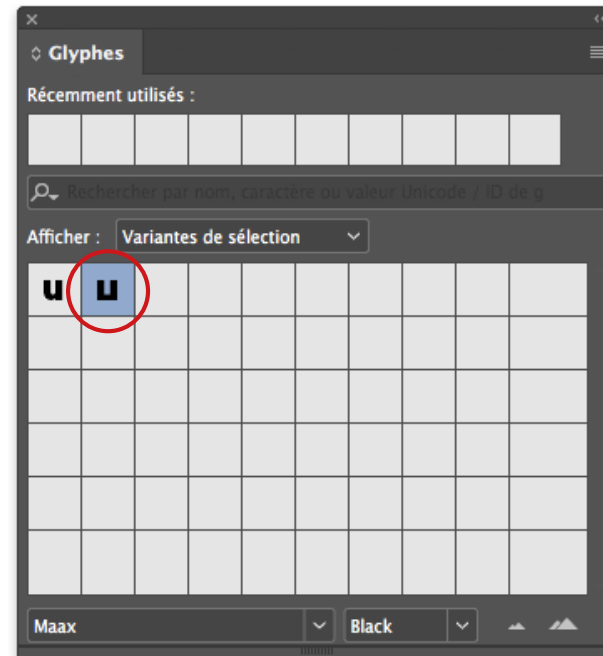 Glyphes
Récemment utilisés :
Rechercher par nom, caractère ou valeur Unicode / ID de g
Afficher : Variantes de sélection
u u
Maax Black